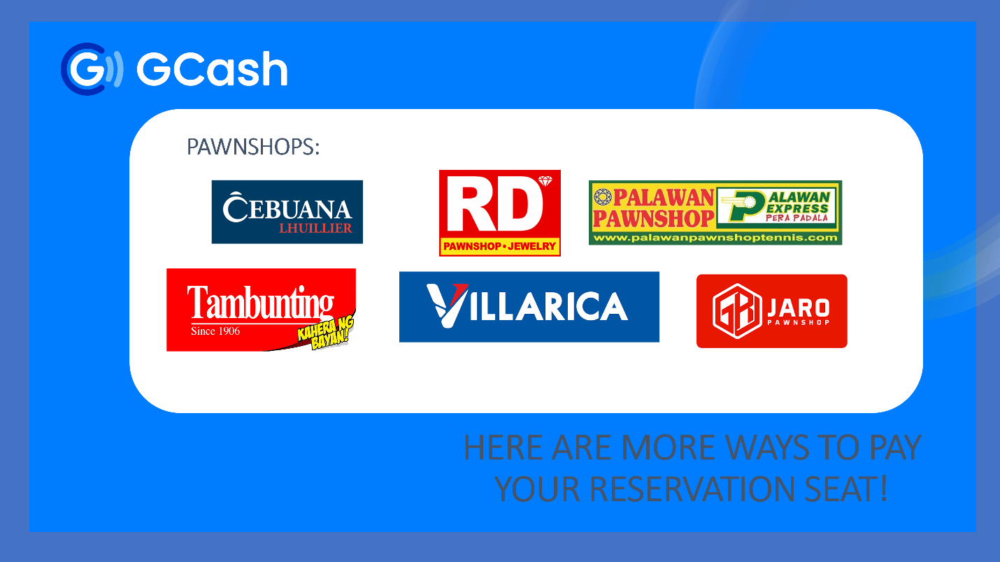 G GCash
PAWNSHOPS:
CEBUANA
LHUILLIER
RD
PAWNSHOP • JEWELRY
PALAWAN
PAWNSHOP
PALAWAN
EXPRESS
PERA PADALA
www.palawanpawnshoptennis.com
Tambunting
Since 1906
KAHERA NG
BAYAN!
VILLARICA
JARO
PAWNSHOP
HERE ARE MORE WAYS TO PAY
YOUR RESERVATION SEAT!